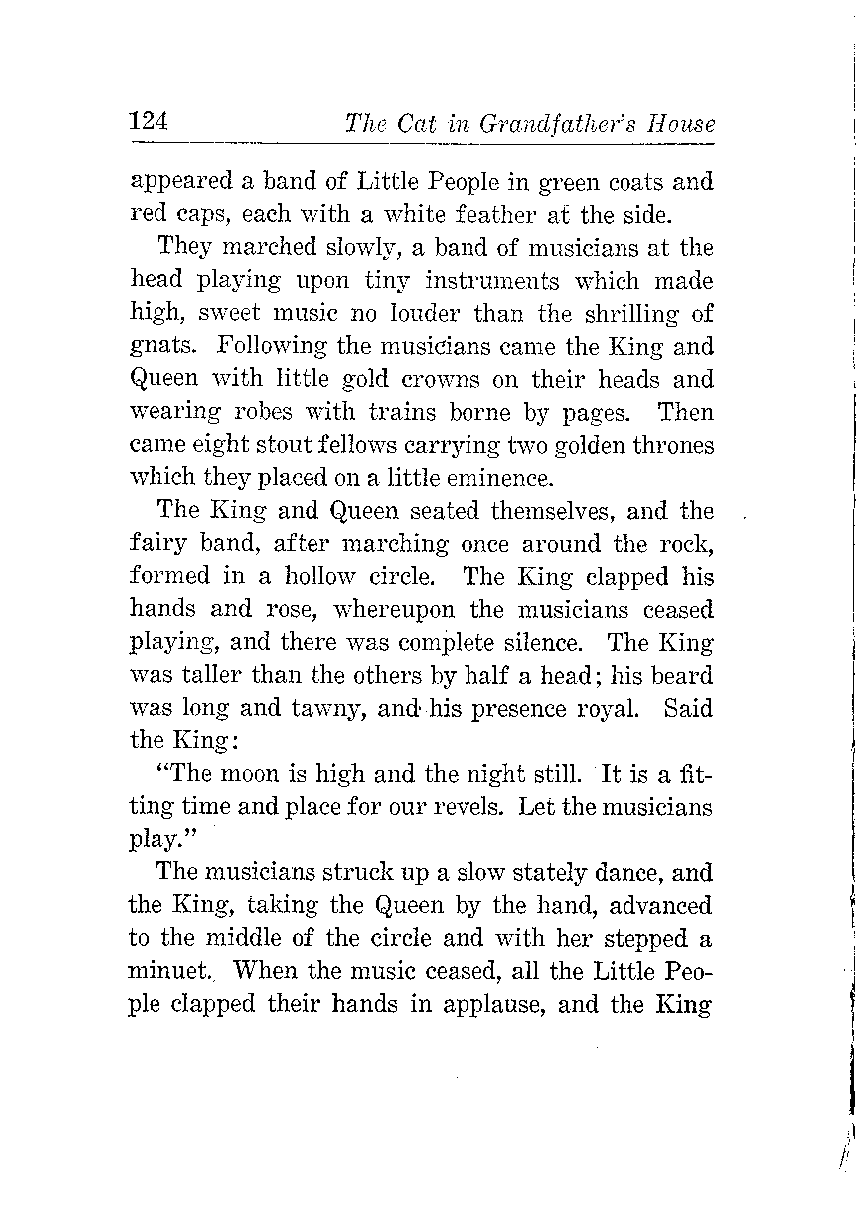 124 The Cat in Grandfather's House
appeared a band of Little People in green coats and
red caps, each with a white feather at the side.
They marched slowly, a band of musicians at the
head playing upon tiny instruments which made
high, sweet music no louder than the shrilling of
gnats. Following the musicians came the King and
Queen with little gold crowns on their heads and
wearing robes with trains borne by pages. Then
came eight stout fellows carrying two golden thrones
which they placed on a little eminence.
The King and Queen seated themselves, and the
fairy band, after marching once around the rock,
formed in a hollow circle. The King clapped his
hands and rose, whereupon the musicians ceased
playing, and there was complete silence. The King
was taller than the others by half a head; his beard
was long and tawny, and his presence royal. Said
the King:
“The moon is high and the night still. It is a fit-
ting time and place for our revels. Let the musicians
play.”
The musicians struck up a slow stately dance, and
the King, taking the Queen by the hand, advanced
to the middle of the circle and with her stepped a
minuet. When the music ceased, all the Little Peo-
ple clapped their hands in applause, and the King